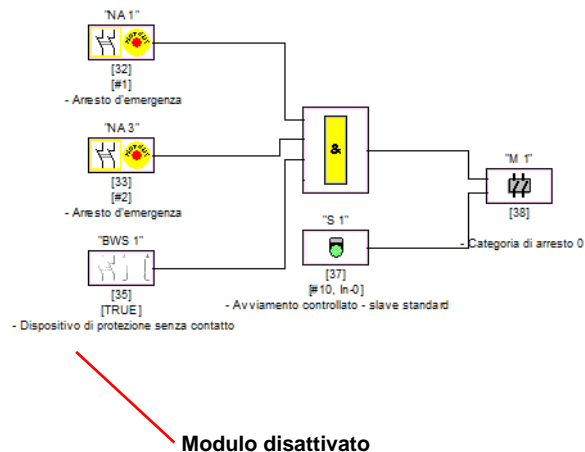 "NA 1"
[32]
[#1]
- Arresto d'emergenza
"NA 3"
[33]
[#2]
- Arresto d'emergenza
"BWS 1"
[35]
[TRUE]
- Dispositivo di protezione senza contatto
&
"S 1"
[37]
[#10, In-0]
- Avviamento controllato - slave standard
"M 1"
[38]
- Categoria di arresto 0
Modulo disattivato